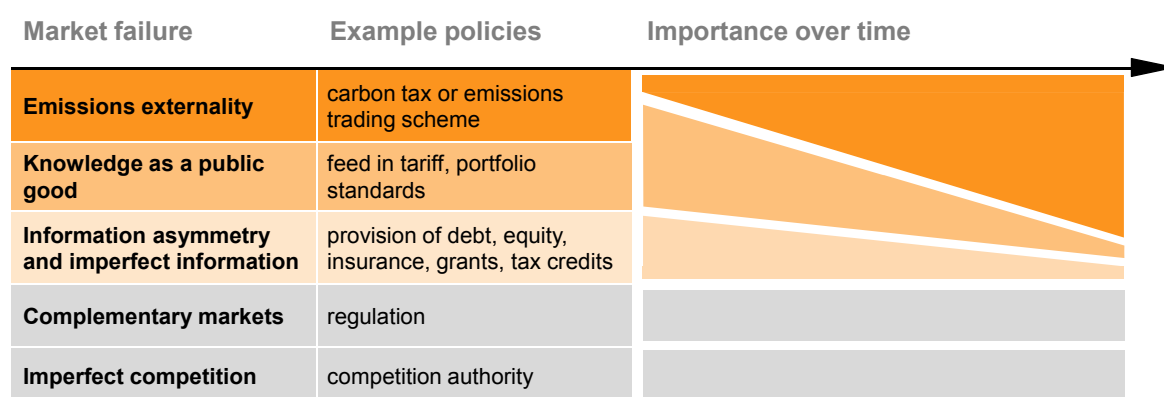 Market failure
Example policies
Importance over time
Emissions externality
carbon tax or emissions
trading scheme
Knowledge as a public
good
feed in tariff, portfolio
standards
Information asymmetry
and imperfect information
provision of debt, equity,
insurance, grants, tax credits
Complementary markets
regulation
Imperfect competition
competition authority